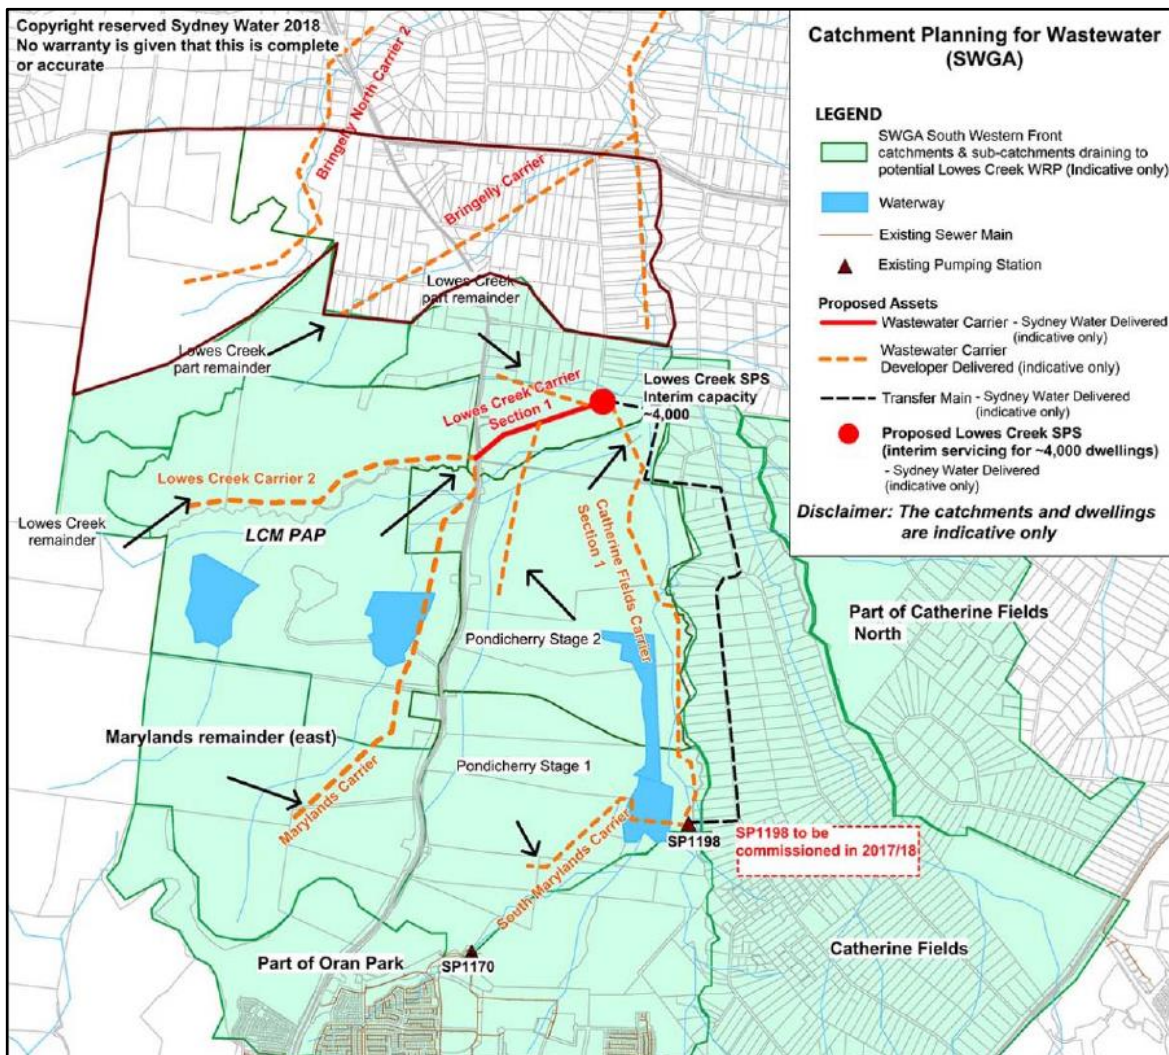 Copyright reserved Sydney Water 2018
No warranty is given that this is complete
or accurate
Catchment Planning for Wastewater
(SWGA)
LEGEND
SWGA South Western Front
catchments & sub-catchments draining to
potential Lowes Creek WRP (Indicative only)
Waterway
Existing Sewer Main
Existing Pumping Station
Proposed Assets
Wastewater Carrier - Sydney Water Delivered
(indicative only)
Wastewater Carrier
Developer Delivered (indicative only)
Transfer Main - Sydney Water Delivered
(indicative only)
Proposed Lowes Creek SPS
(interim servicing for ~4,000 dwellings)
- Sydney Water Delivered
(indicative only)
Disclaimer: The catchments and dwellings
are indicative only
Bringelly North Carrier 2
Bringelly Carrier
Lowes Creek
part remainder
Lowes Creek
part remainder
Lowes Creek Carrier
Section 1
Lowes Creek SPS
Interim capacity
~4,000
Lowes Creek Carrier 2
Lowes Creek
remainder
LCM PAP
Catherine Fields Carrier
Section 1
Part of Catherine Fields
North
Pondicherry Stage 2
Marylands remainder (east)
Pondicherry Stage 1
Marylands Carrier
South Marylands Carrier
SP1198
SP1198 to be
commissioned in 2017/18
Part of Oran Park
SP1170
Catherine Fields